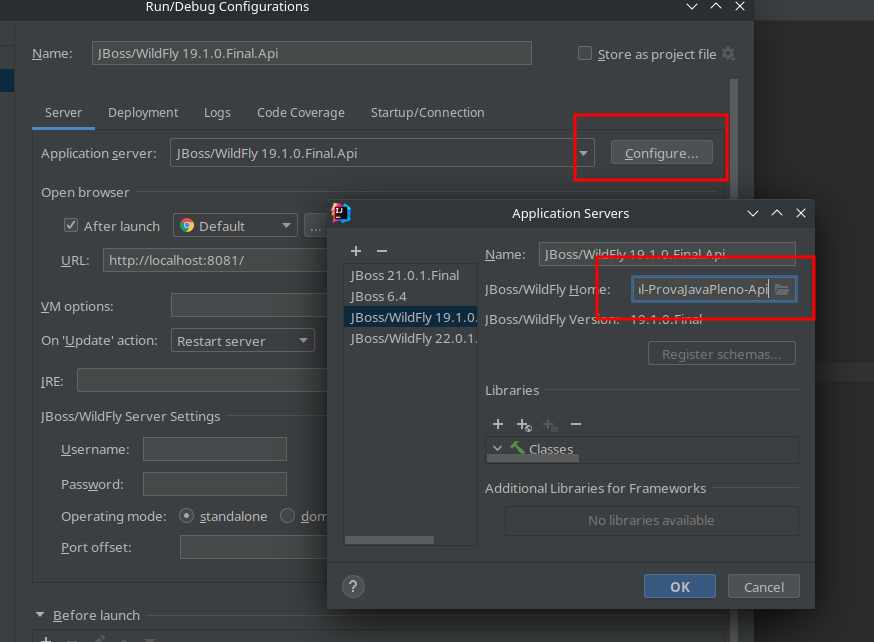 Run/Debug Configurations
Name: JBoss/WildFly 19.1.0.Final.Api Store as project file
Server Deployment Logs Code Coverage Startup/Connection
Application server: JBoss/WildFly 19.1.0.Final.Api Configure...
Open browser
After launch Default ...
URL: http://localhost:8081/
VM options:
On 'Update' action: Restart server
JRE:
JBoss/WildFly Server Settings
Username:
Password:
Operating mode: standalone dom
Port offset:
Before launch
Application Servers
JBoss 21.0.1.Final
JBoss 6.4
JBoss/WildFly 19.1.0.
JBoss/WildFly 22.0.1.
Name: JBoss/WildFly 19.1.0.Final.Api
JBoss/WildFly Home: al-ProvaJavaPleno-Api
JBoss/WildFly Version: 19.1.0.Final
Register schemas...
Libraries
Classes
Additional Libraries for Frameworks
No libraries available
? OK Cancel